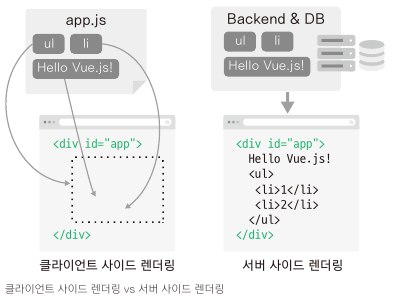 app.js
ul
li
Hello Vue.js!
<div id="app">
</div>
클라이언트 사이드 렌더링
Backend & DB
ul
li
Hello Vue.js!
<div id="app">
Hello Vue.js!
<ul>
<li>1</li>
<li>2</li>
</ul>
</div>
서버 사이드 렌더링
클라이언트 사이드 렌더링 vs 서버 사이드 렌더링